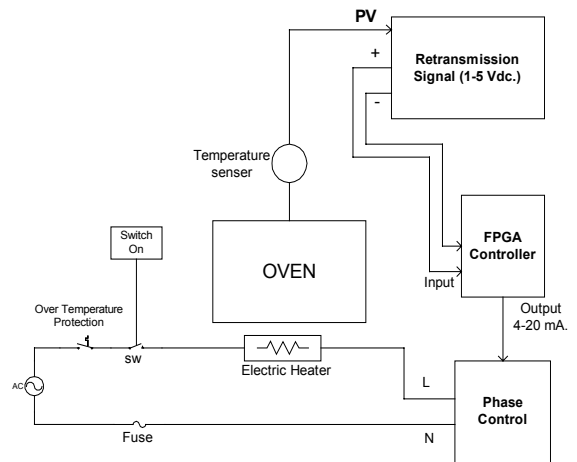 PV
+
-
Retransmission
Signal (1-5 Vdc.)
Temperature
senser
Switch
On
OVEN
FPGA
Controller
Input
Output
4-20 mA.
Over Temperature
Protection
sw
Electric Heater
AC
L
Phase
Control
Fuse
N